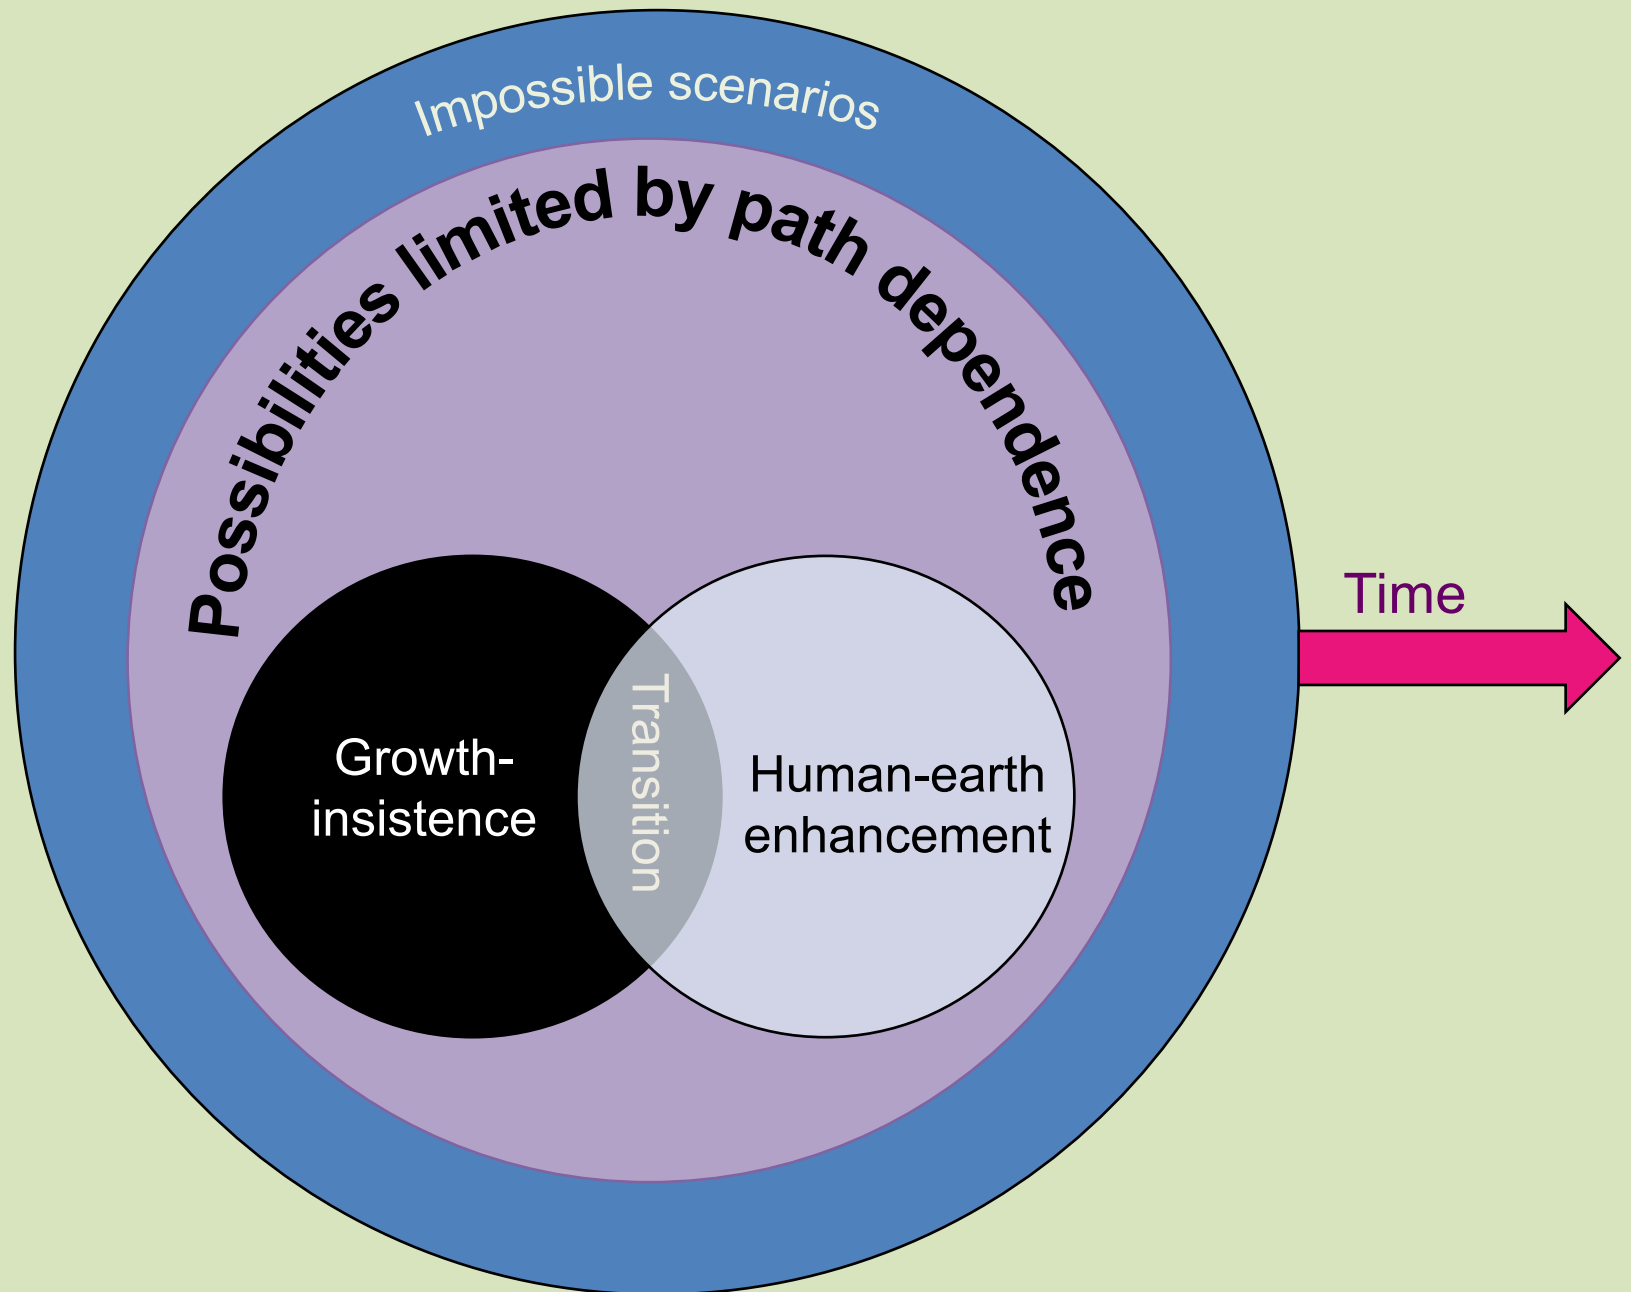 Impossible scenarios
Possibilities limited by path dependence
Time
Growth-
insistence
Transition
Human-earth
enhancement